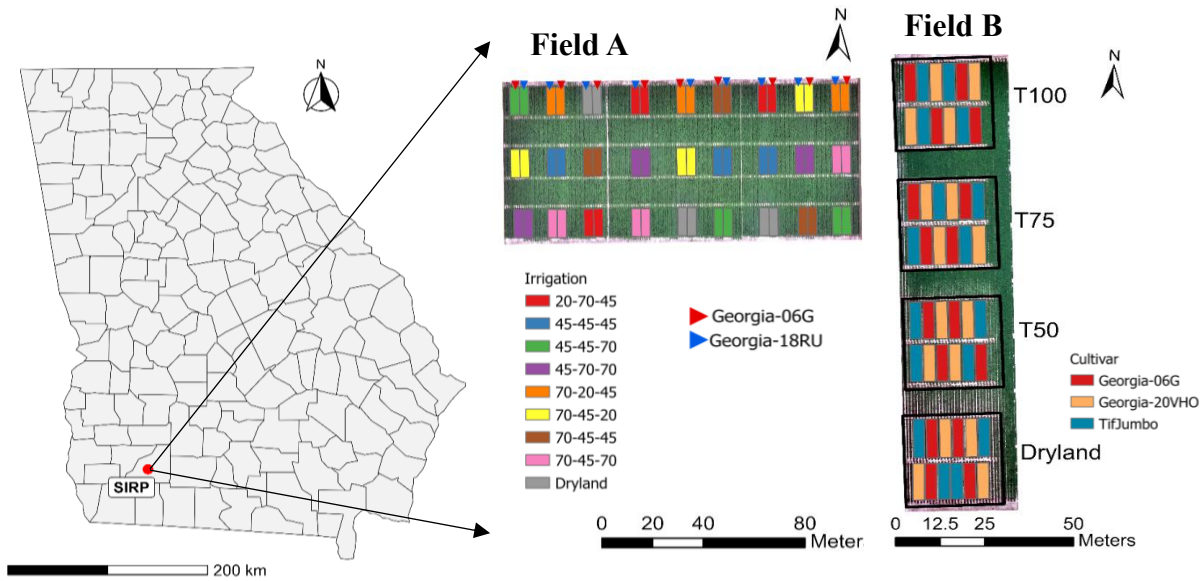 N
SIRP
200 km
Field A
N
Irrigation
20-70-45
45-45-45
45-45-70
45-70-70
70-20-45
70-45-20
70-45-45
70-45-70
Dryland
Georgia-06G
Georgia-18RU
0 20 40 80
Meter
Field B
N
T100
T75
T50
Dryland
Cultivar
Georgia-06G
Georgia-20VHO
TifJumbo
0 12.5 25 50
Meters